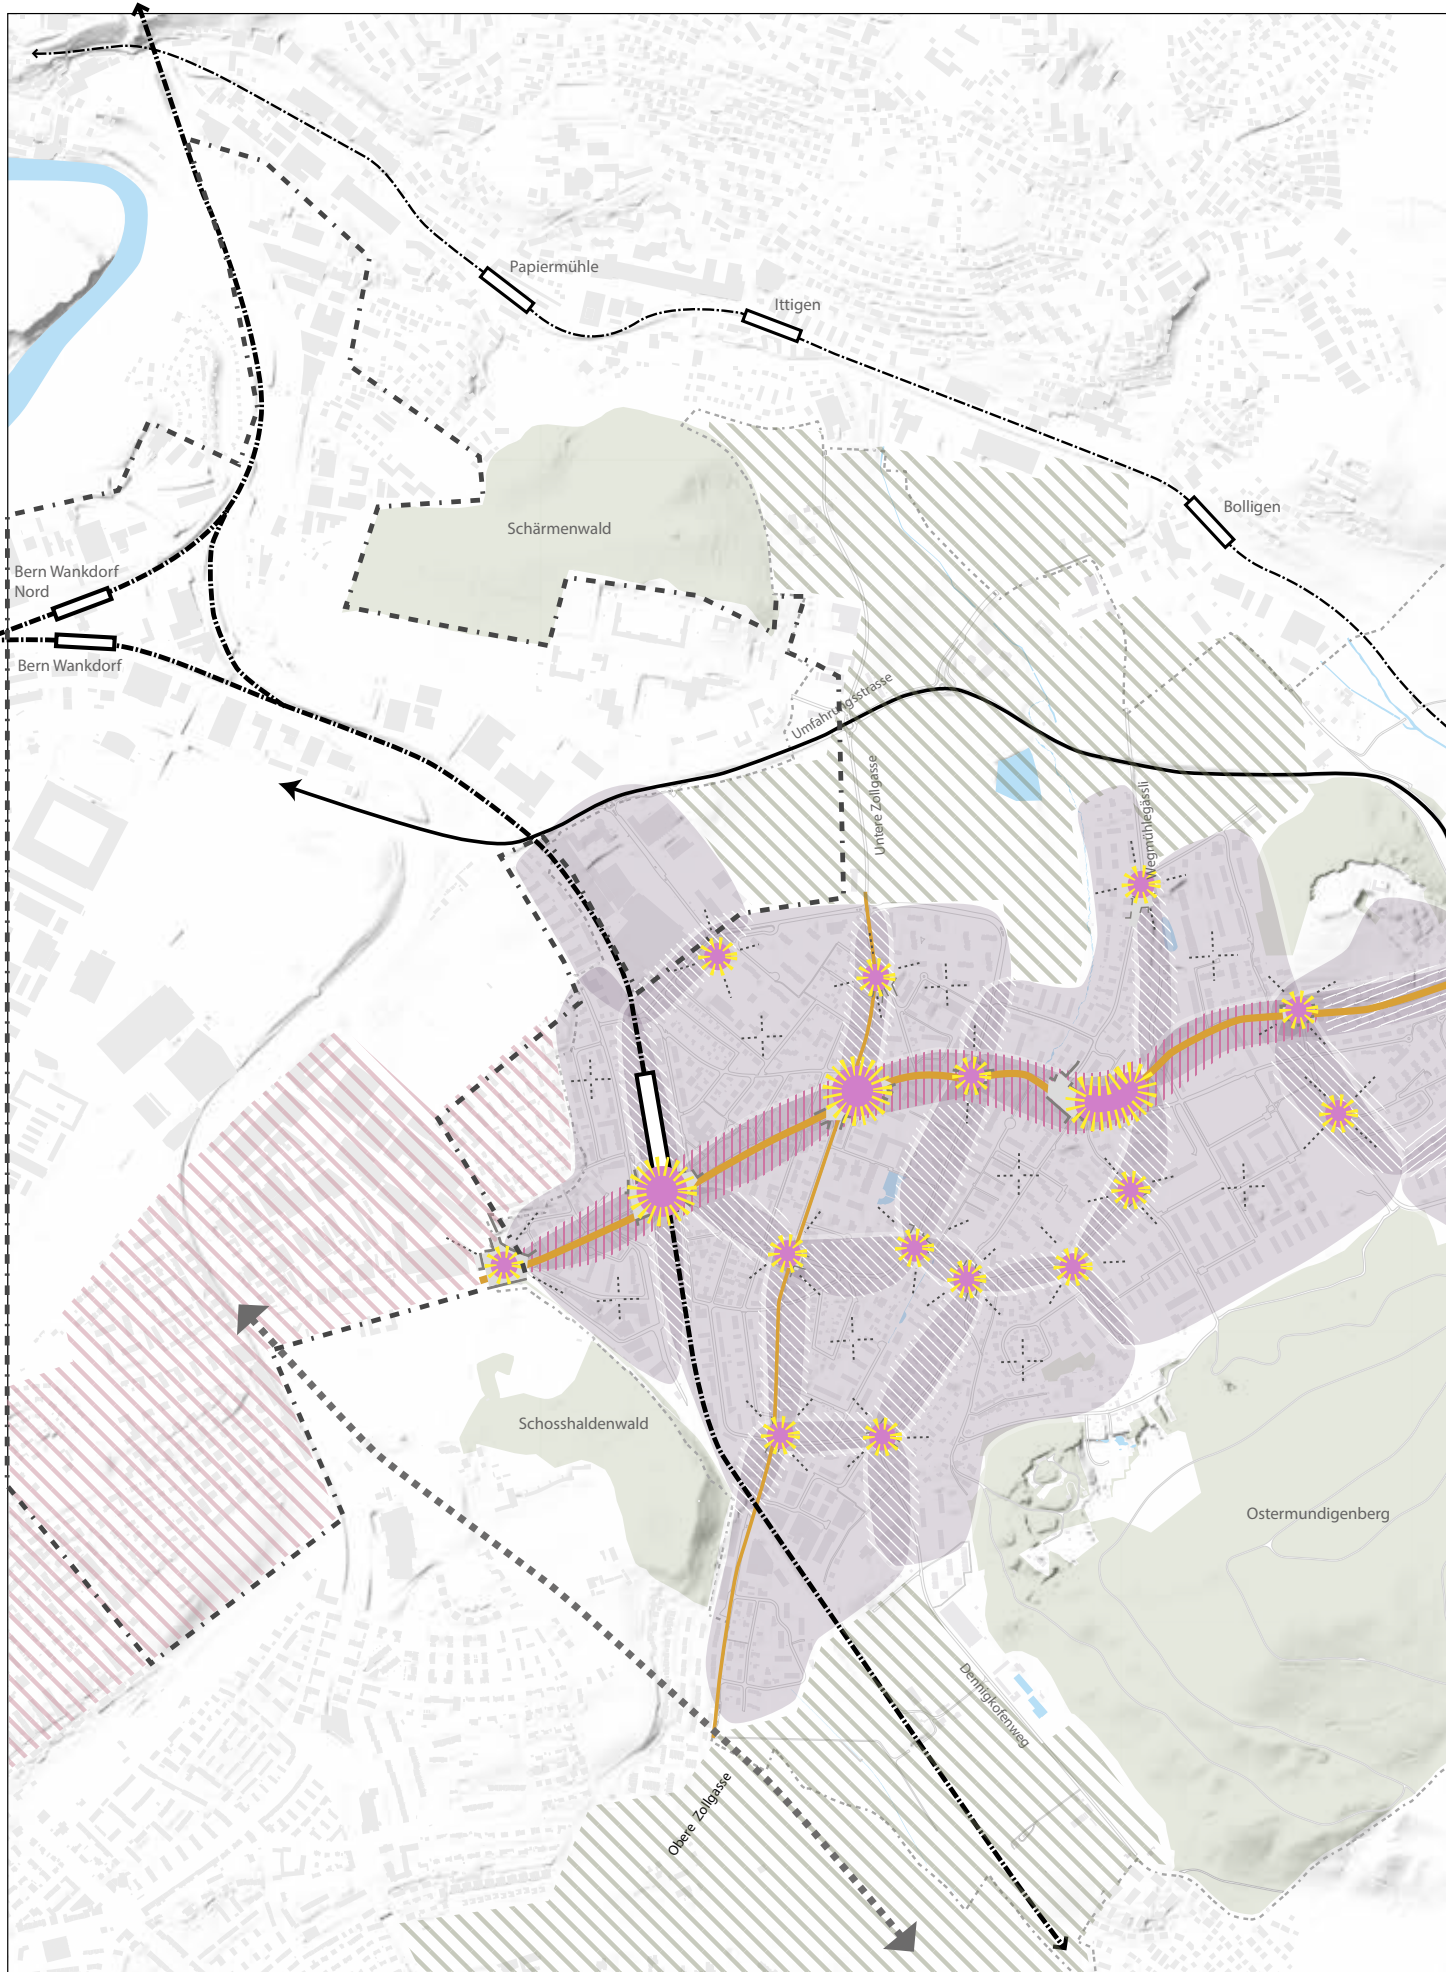 Papiermühle
Ittigen
Bolligen
Schärmenwald
Bern Wankdorf
Nord
Bern Wankdorf
Umfahrungsstrasse
Untere Zollgasse
Wegmühlegässli
Schosshaldenwald
Ostermundigenberg
Dennigkofenweg
Obere Zollgasse